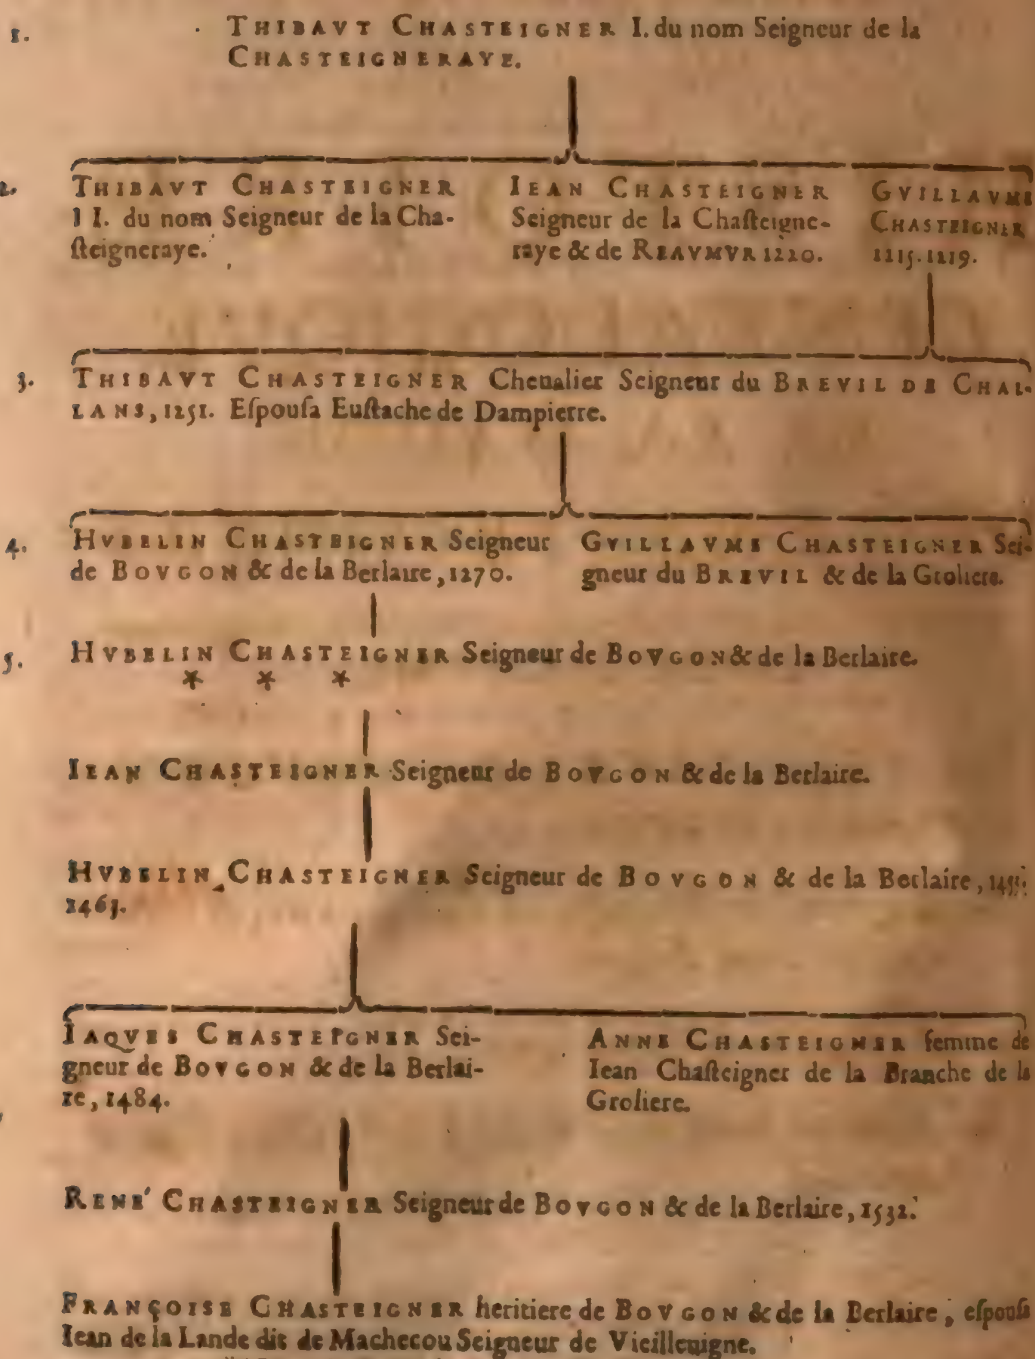 1. THIBAVT CHASTEIGNER I. du nom Seigneur de la
CHASTEIGNERAYE.
2. THIBAVT CHASTEIGNER
II. du nom Seigneur de la Cha-
ſteigneraye.
IEAN CHASTEIGNER
Seigneur de la Chaſteigne-
raye & de REAVMVR 1220.
GVILLAVME
CHASTEIGNER
1215. 1219.
3. THIBAVT CHASTEIGNER Cheualier Seigneur du BREVIL DE CHAL-
LANS, 1251. Eſpouſa Euſtache de Dampierre.
4. HVBELIN CHASTEIGNER Seigneur
de BOVGON & de la Berlaire, 1270.
GVILLAVME CHASTEIGNER Sei-
gneur du BREVIL & de la Groliere.
5. HVBELIN CHASTEIGNER Seigneur de BOVGON & de la Berlaire.
* * *
IEAN CHASTEIGNER Seigneur de BOVGON & de la Berlaire.
HVBELIN CHASTEIGNER Seigneur de BOVGON & de la Berlaire,
1463.
IAQVES CHASTEIGNER Sei-
gneur de BOVGON & de la Berlai-
re, 1484.
ANNE CHASTEIGNER femme de
Iean Chaſteigner de la Branche de la
Groliere.
RENE' CHASTEIGNER Seigneur de BOVGON & de la Berlaire, 1532.
FRANÇOISE CHASTEIGNER heritiere de BOVGON & de la Berlaire, eſpouſa
Iean de la Lande dit de Machecou Seigneur de Vieilleuigne.